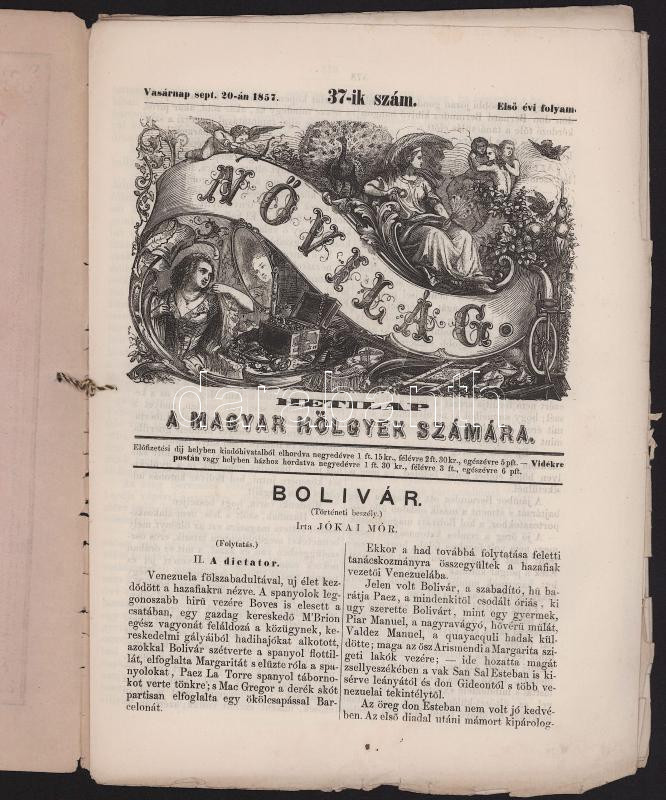 Vasárnap sept. 20-án 1857.
37-ik szám.
Első évi folyam.
NŐVILÁG.
HETILAP
A MAGYAR HÖLGYEK SZÁMÁRA.
Előfizetési dij helyben kiadóhivatalból elhordva negyedévre 1 ft. 15 kr., félévre 2 ft. 30 kr., egészévre 5 pft. — Vidékre
postán vagy helyben házhoz hordatva negyedévre 1 ft. 30 kr., félévre 3 ft., egészévre 6 pft.
BOLIVÁR.
(Történeti beszély.)
Irta JÓKAI MÓR.
(Folytatás.)
II. A dictator.
Venezuela fölszabadultával, uj élet kez-
dődött a hazafiakra nézve. A spanyolok leg-
gonoszabb hirü vezére Boves is elesett a
csatában, egy gazdag kereskedő M'Brion
egész vagyonát feláldozá a közügynek, ke-
reskedelmi gályáiból hadihajókat alkotott,
azokkal Bolivár szétverte a spanyol flottil-
lát, elfoglalta Margaritát s elüzte róla a spa-
nyolokat, Paez La Torre spanyol táborno-
kot verte tönkre; s Mac Gregor a derék skót
partisan elfoglalta egy ökölcsapással Bar-
celonát.
Ekkor a had továbbá folytatása feletti
tanácskozmányra összegyültek a hazafiak
vezetői Venezuelába.
Jelen volt Bolivár, a szabadító, hű ba-
rátja Paez, a mindenkitől csodált óriás, ki
ugy szerette Bolivárt, mint egy gyermek,
Piar Manuel, a nagyravágyó, hővérü mulát,
Valdez Manuel, a quayacquli hadak kül-
dötte; maga az ősz Arismendi a Margarita szi-
geti lakók vezére; — ide hozatta magát
zsellyeszékében a vak San Sal Esteban is ki-
sérve leányától és don Gideontól s több ve-
nezuelai tekintélytől.
Az öreg don Esteban nem volt jó kedvé-
ben. Az első diadal utáni mámort kipárolog-
darabanth